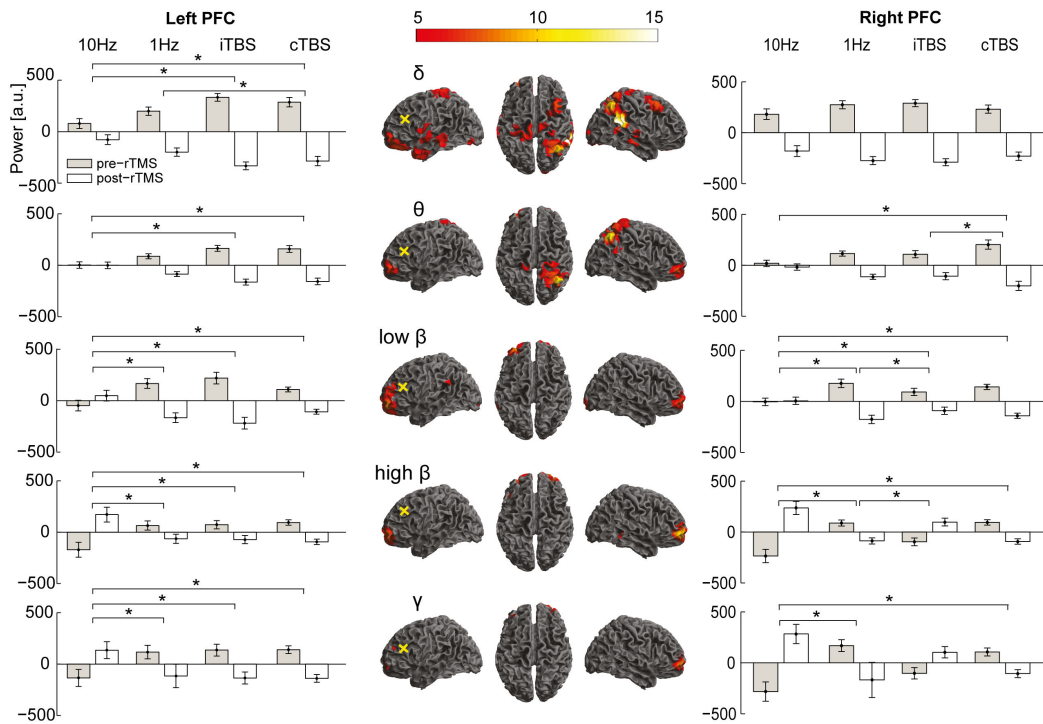 Left PFC
Right PFC
5 10 15
10Hz 1Hz iTBS cTBS
10Hz 1Hz iTBS cTBS
Power [a.u.]
pre-rTMS
post-rTMS
500
0
-500
* * *
δ
500
0
-500
500
0
-500
* *
θ
500
0
-500
* *
500
0
-500
* * *
low β
500
0
-500
* * * *
500
0
-500
* * *
high β
500
0
-500
* * *
500
0
-500
* * *
γ
500
0
-500
* *